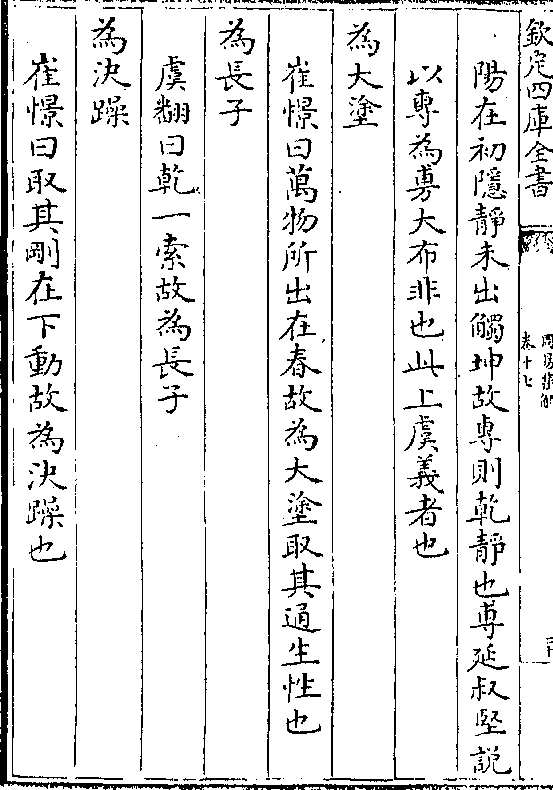 欽定四庫全書
周易集解
卷十七
陽在初隱靜未出觸坤故專則乾靜也專延叔堅說
以專為旉大布非也此上虞義者也
為大塗
崔憬曰萬物所出在春故為大塗取其通生性也
為長子
虞翻曰乾一索故為長子
為決躁
崔憬曰取其剛在下動故為決躁也